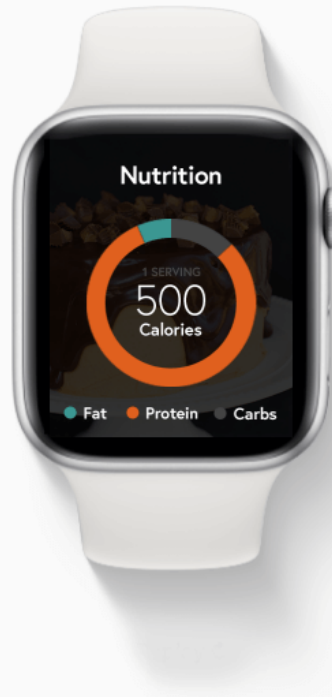 Nutrition
1 SERVING
500
Calories
Fat Protein Carbs